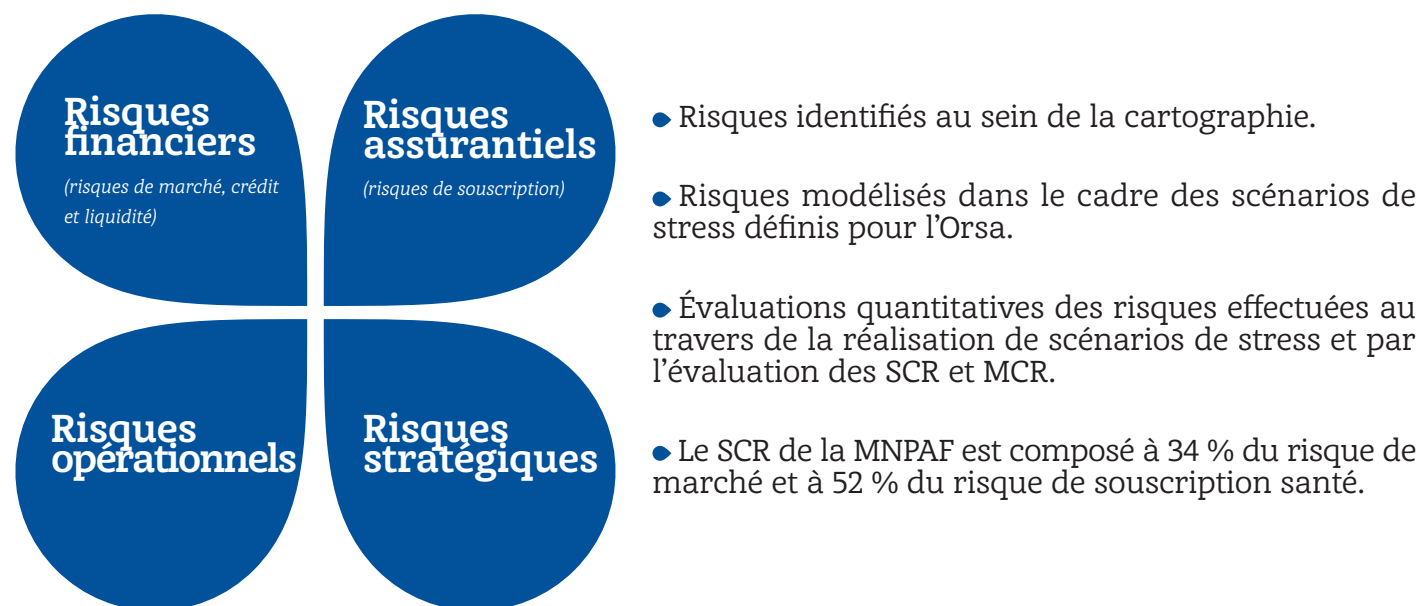 Risques
financiers
(risques de marché, crédit
et liquidité)
Risques
assurantiels
(risques de souscription)
Risques
opérationnels
Risques
stratégiques
Risques identifiés au sein de la cartographie.
Risques modélisés dans le cadre des scénarios de
stress définis pour l’Orsa.
Évaluations quantitatives des risques effectuées au
travers de la réalisation de scénarios de stress et par
l’évaluation des SCR et MCR.
Le SCR de la MNPAF est composé à 34 % du risque de
marché et à 52 % du risque de souscription santé.